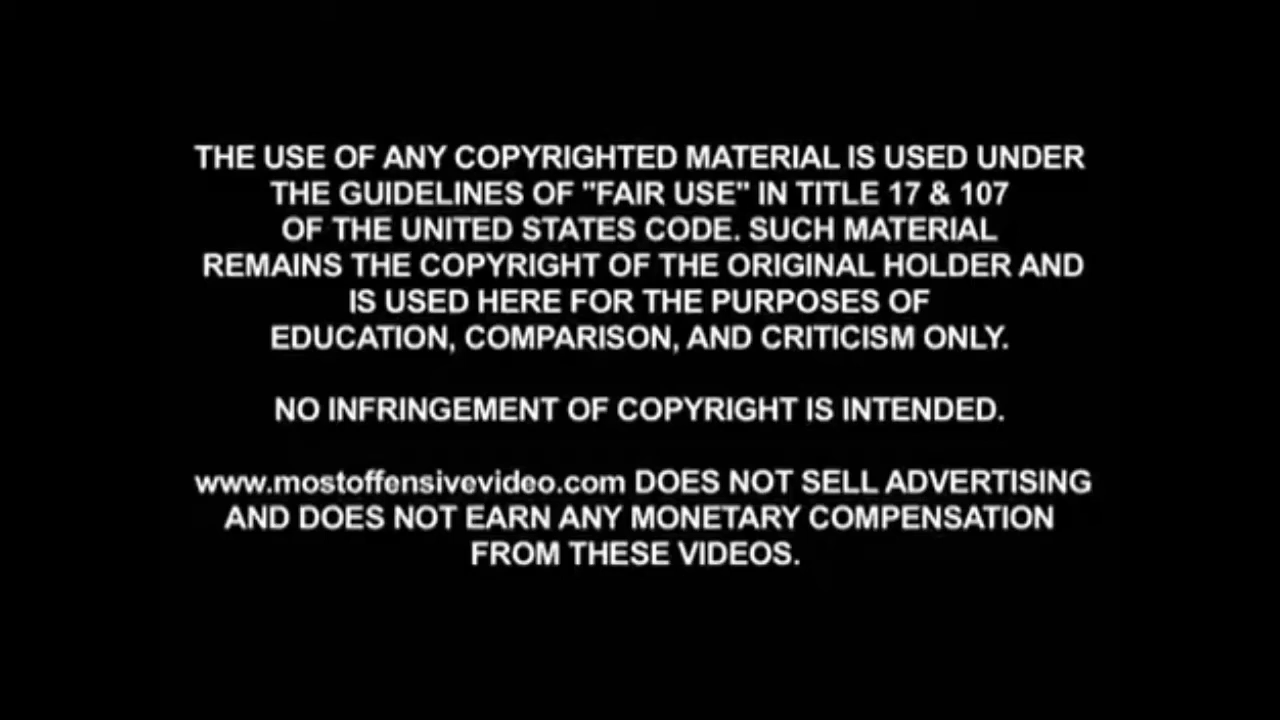 THE USE OF ANY COPYRIGHTED MATERIAL IS USED UNDER
THE GUIDELINES OF "FAIR USE" IN TITLE 17 & 107
OF THE UNITED STATES CODE. SUCH MATERIAL
REMAINS THE COPYRIGHT OF THE ORIGINAL HOLDER AND
IS USED HERE FOR THE PURPOSES OF
EDUCATION, COMPARISON, AND CRITICISM ONLY.
NO INFRINGEMENT OF COPYRIGHT IS INTENDED.
www.mostoffensivevideo.com DOES NOT SELL ADVERTISING
AND DOES NOT EARN ANY MONETARY COMPENSATION
FROM THESE VIDEOS.